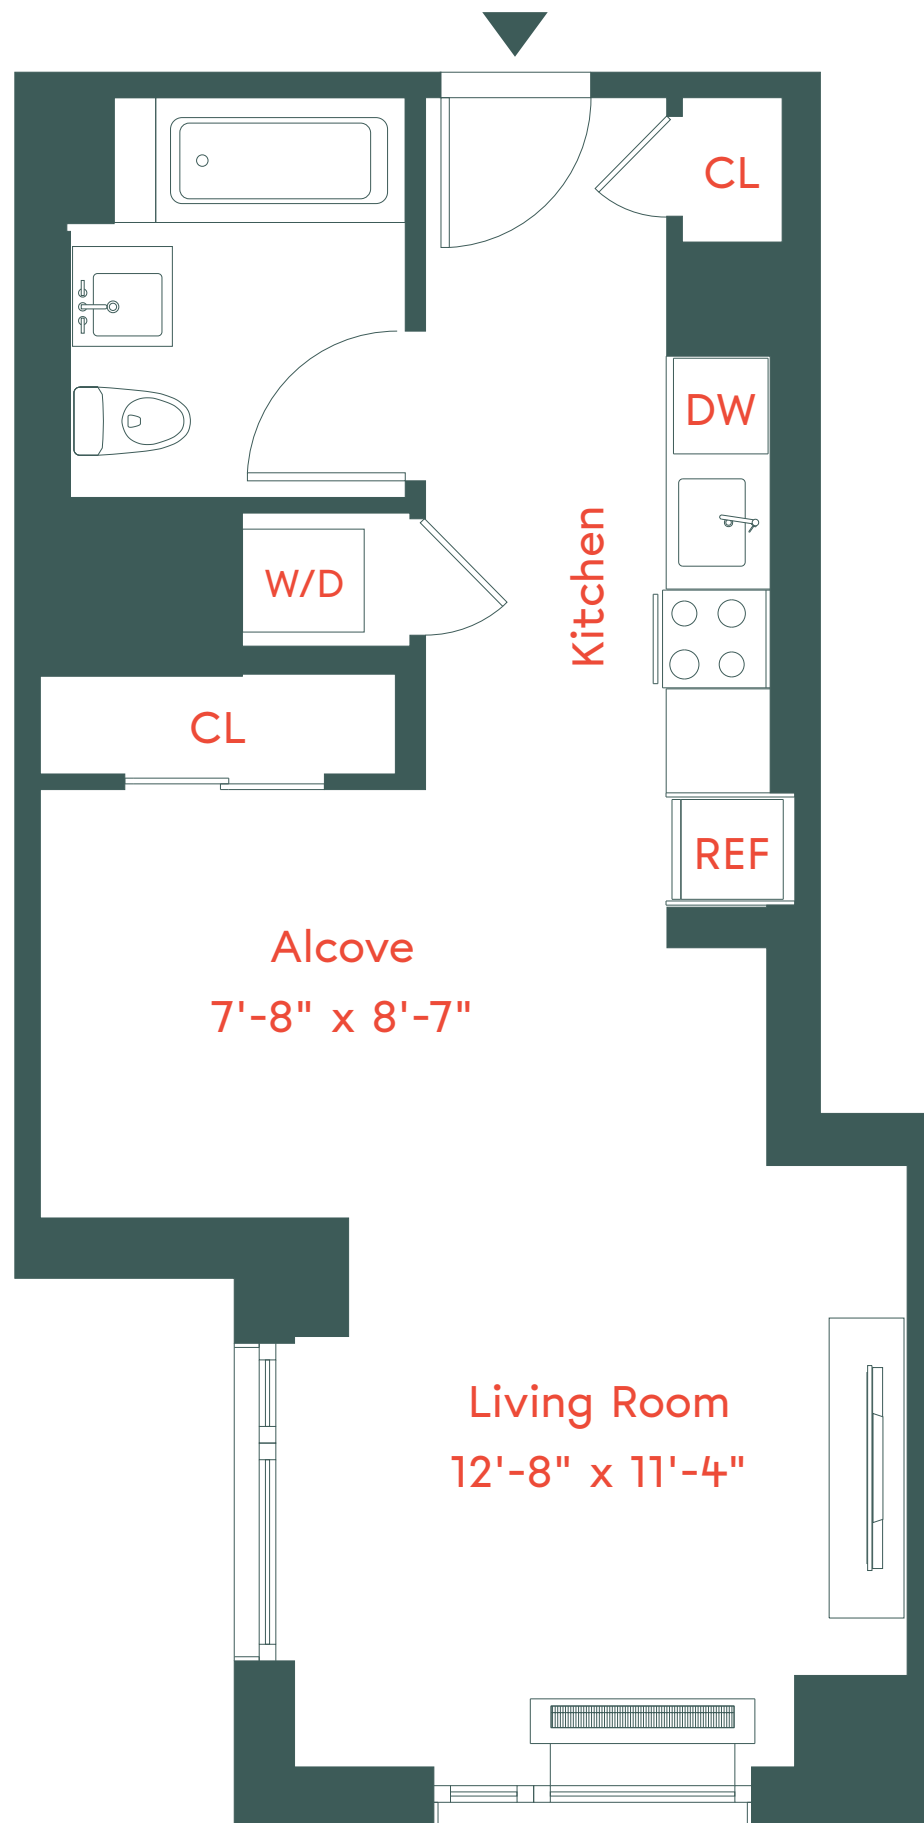 CL
DW
Kitchen
W/D
CL
REF
Alcove
7'-8" x 8'-7"
Living Room
12'-8" x 11'-4"